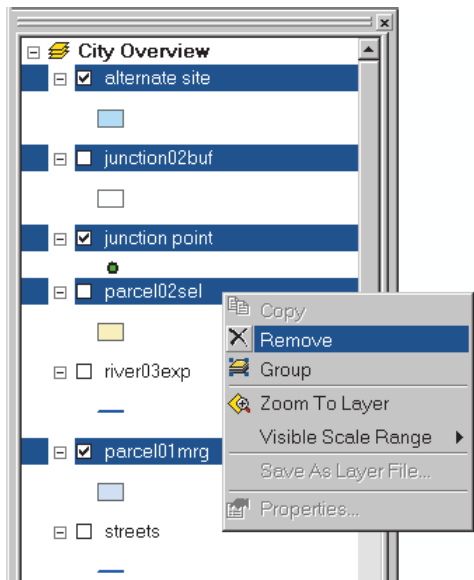 City Overview
alternate site
junction02buf
junction point
parcel02sel
Copy
Remove
Group
Zoom To Layer
Visible Scale Range
Save As Layer File...
Properties...
river03exp
parcel01mrg
streets